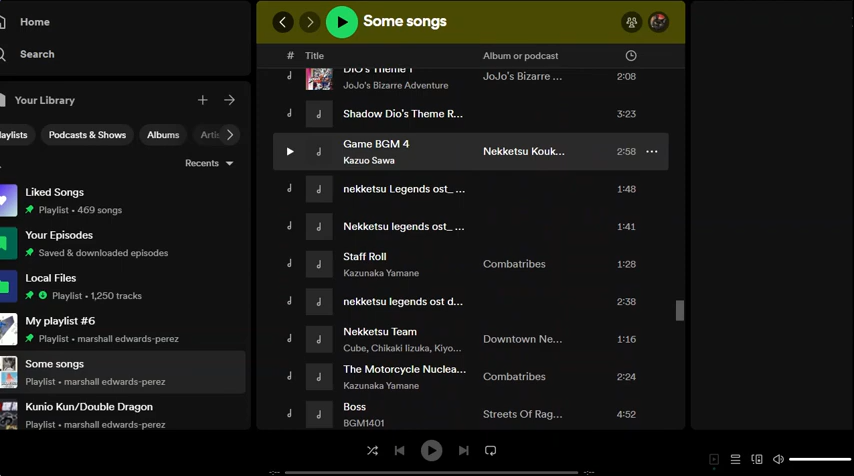 Home
Some songs
Search
# Title Album or podcast
DIO's Theme 1
JoJo's Bizarre Adventure
JoJo's Bizarre ...
2:08
Your Library
Shadow Dio's Theme R...
3:23
Playlists
Podcasts & Shows
Albums
Artis
Game BGM 4
Kazuo Sawa
Nekketsu Kouk...
2:58
Recents
Liked Songs
Playlist • 469 songs
nekketsu Legends ost_ ...
1:48
Your Episodes
Saved & downloaded episodes
Nekketsu legends ost_ ...
1:41
Local Files
Playlist • 1,250 tracks
Staff Roll
Kazunaka Yamane
Combatribes
1:28
My playlist #6
Playlist • marshall edwards-perez
nekketsu legends ost d...
2:38
Nekketsu Team
Cube, Chikaki Iizuka, Kiyo...
Downtown Ne...
1:16
Some songs
Playlist • marshall edwards-perez
The Motorcycle Nuclea...
Kazunaka Yamane
Combatribes
2:24
Kunio Kun/Double Dragon
Playlist • marshall edwards-perez
Boss
BGM1401
Streets Of Rag...
4:52
-:--
-:--